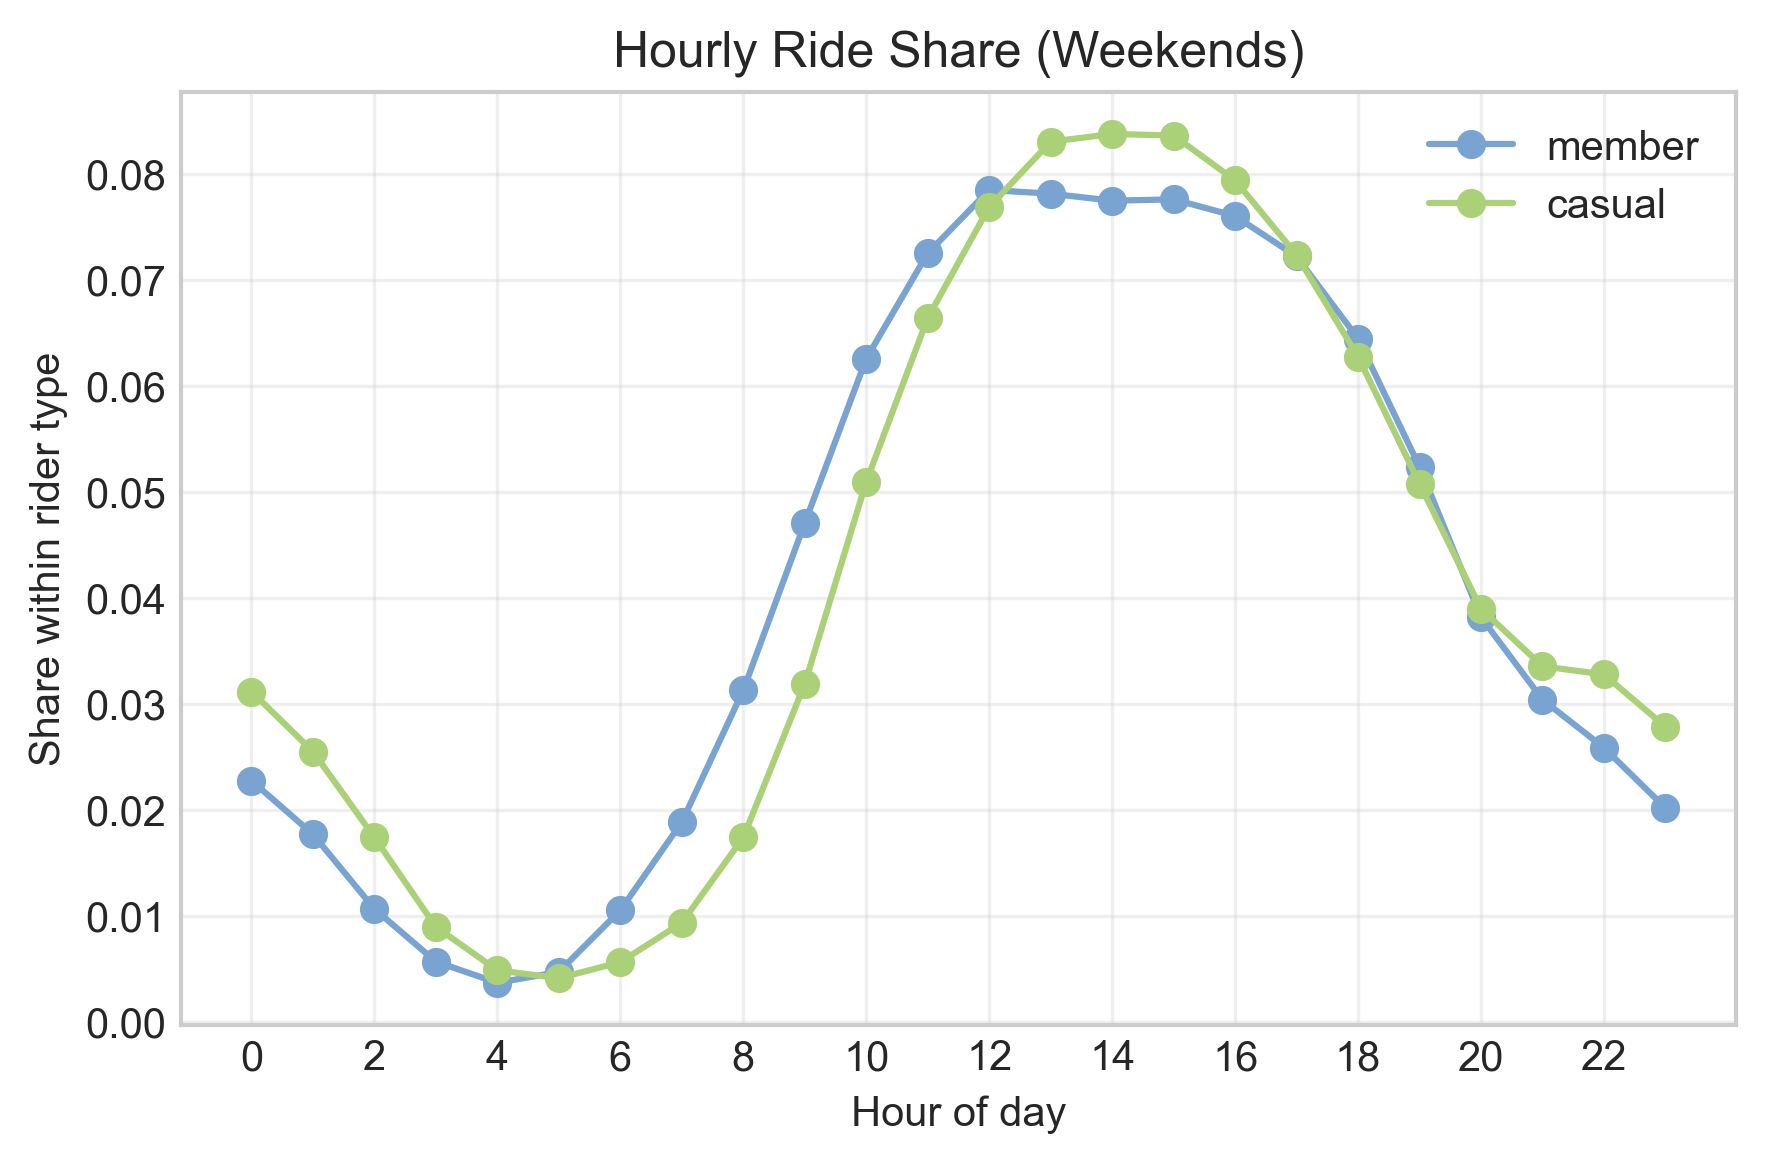 Hourly Ride Share (Weekends)
member
casual
Share within rider type
0.08
0.07
0.06
0.05
0.04
0.03
0.02
0.01
0.00
0 2 4 6 8 10 12 14 16 18 20 22
Hour of day